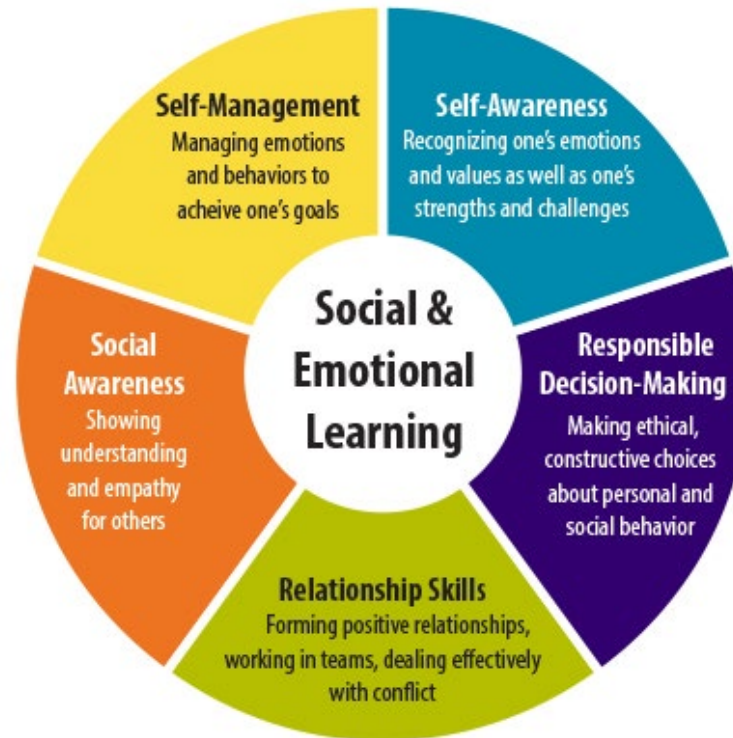 Self-Management
Managing emotions
and behaviors to
acheive one's goals
Self-Awareness
Recognizing one's emotions
and values as well as one's
strengths and challenges
Social &
Emotional
Learning
Social
Awareness
Showing
understanding
and empathy
for others
Responsible
Decision-Making
Making ethical,
constructive choices
about personal and
social behavior
Relationship Skills
Forming positive relationships,
working in teams, dealing effectively
with conflict